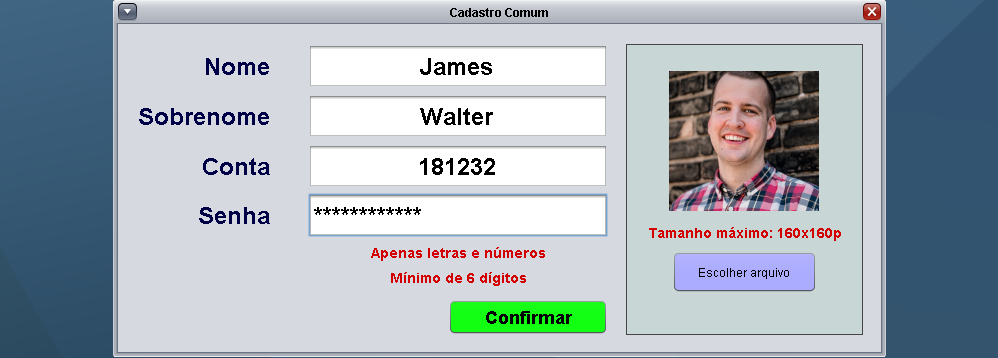 Cadastro Comum
Nome
James
Sobrenome
Walter
Conta
181232
Senha
************
Apenas letras e números
Mínimo de 6 dígitos
Confirmar
Tamanho máximo: 160x160p
Escolher arquivo